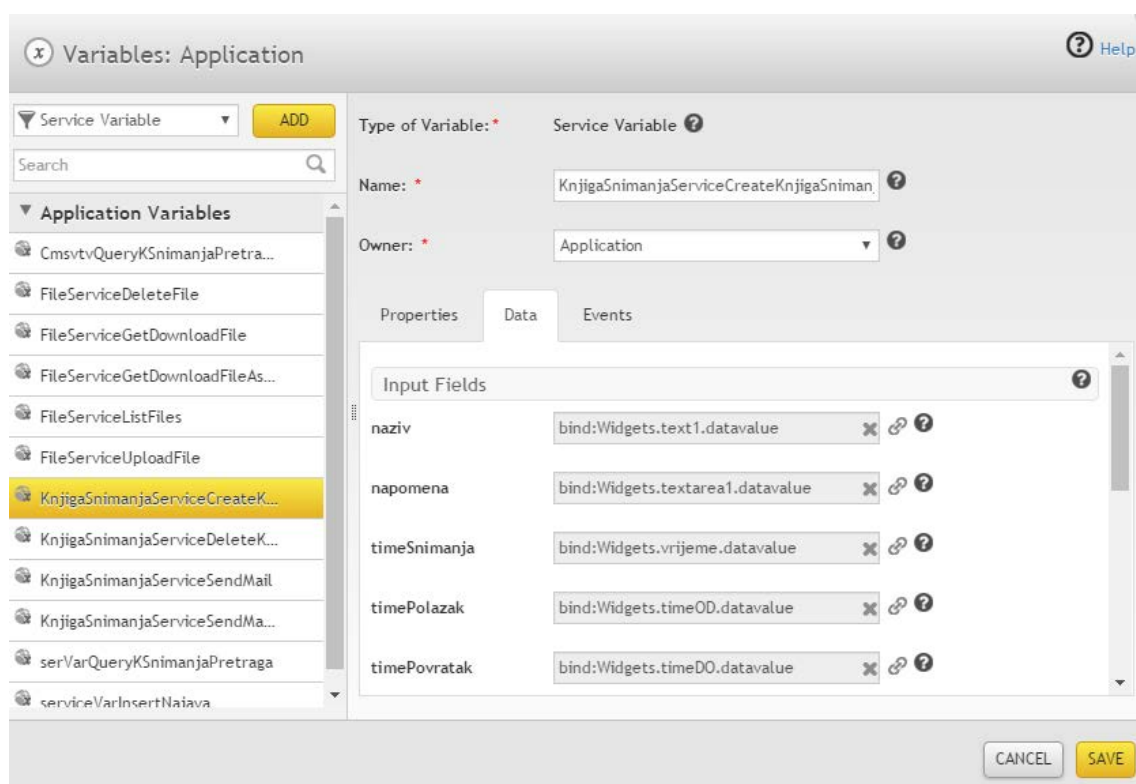 Variables: Application
Help
Service Variable
ADD
Search
Application Variables
CmsvtvQueryKSnimanjaPretra...
FileServiceDeleteFile
FileServiceGetDownloadFile
FileServiceGetDownloadFileAs...
FileServiceListFiles
FileServiceUploadFile
KnjigaSnimanjaServiceCreateK...
KnjigaSnimanjaServiceDeleteK...
KnjigaSnimanjaServiceSendMail
KnjigaSnimanjaServiceSendMa...
serVarQueryKSnimanjaPretraga
serviceVarInsertNajava
Type of Variable:* Service Variable
Name: * KnjigaSnimanjaServiceCreateKnjigaSniman
Owner: * Application
Properties Data Events
Input Fields
naziv bind:Widgets.text1.datavalue
napomena bind:Widgets.textarea1.datavalue
timeSnimanja bind:Widgets.vrijeme.datavalue
timePolazak bind:Widgets.timeOD.datavalue
timePovratak bind:Widgets.timeDO.datavalue
CANCEL SAVE